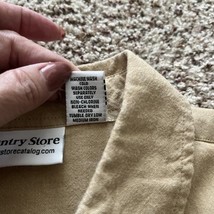 MACHINE WASH
COLD
WASH COLORS
SEPARATELY
USE ONLY
NON-CHLORINE
BLEACH WHEN
NEEDED
TUMBLE DRY LOW
MEDIUM IRON
ntry Store
storecatalog.com